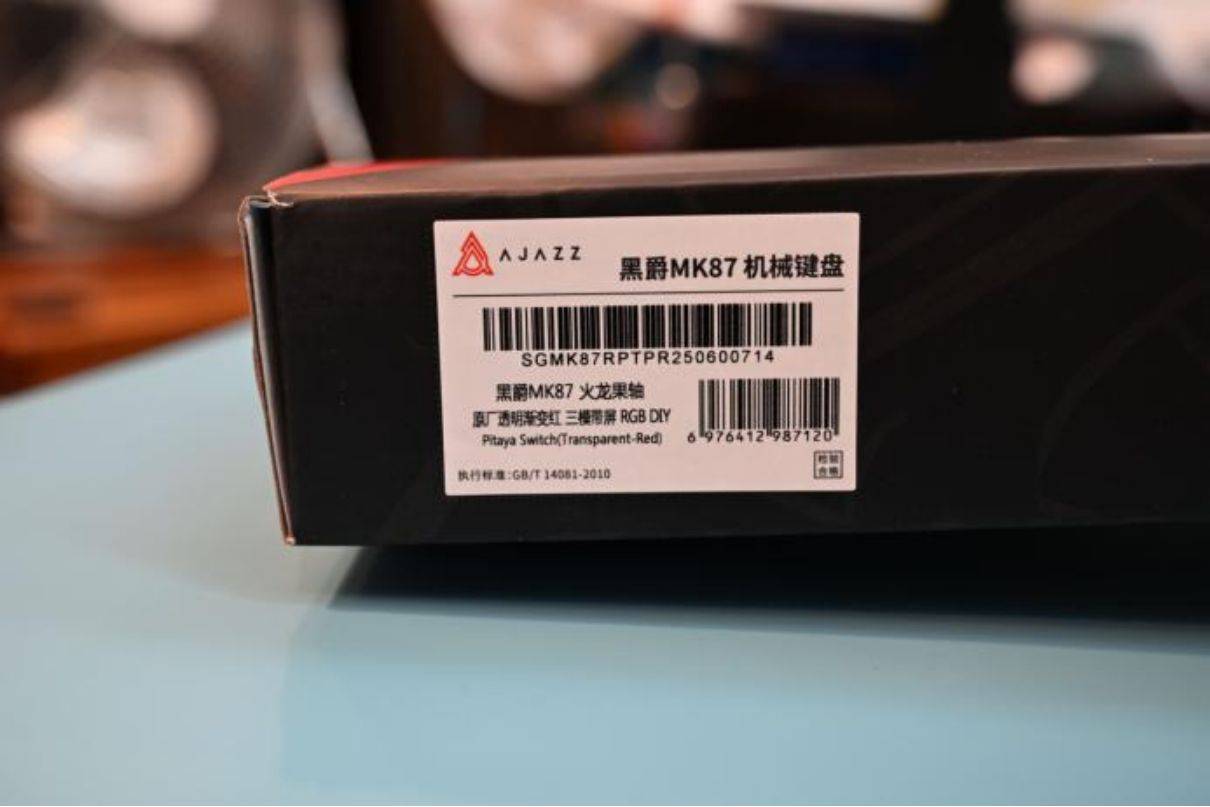 AJAZZ
黑爵MK87 机械键盘
SGMK87RPTPR250600714
黑爵MK87 火龙果轴
原厂透明渐变红 三模带屏 RGB DIY
Pitaya Switch(Transparent-Red)
6 976412 987120
执行标准:GB/T 14081-2010
检验
合格